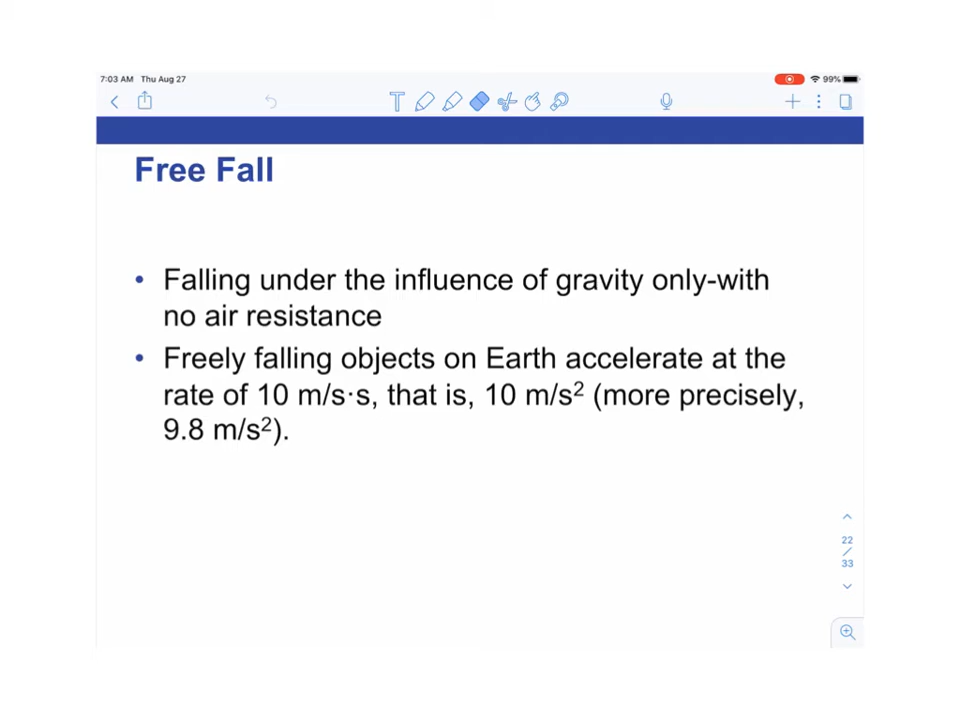 7:03 AM Thu Aug 27
99%
Free Fall
• Falling under the influence of gravity only-with
no air resistance
• Freely falling objects on Earth accelerate at the
rate of 10 m/s·s, that is, 10 m/s² (more precisely,
9.8 m/s²).
22
/
33